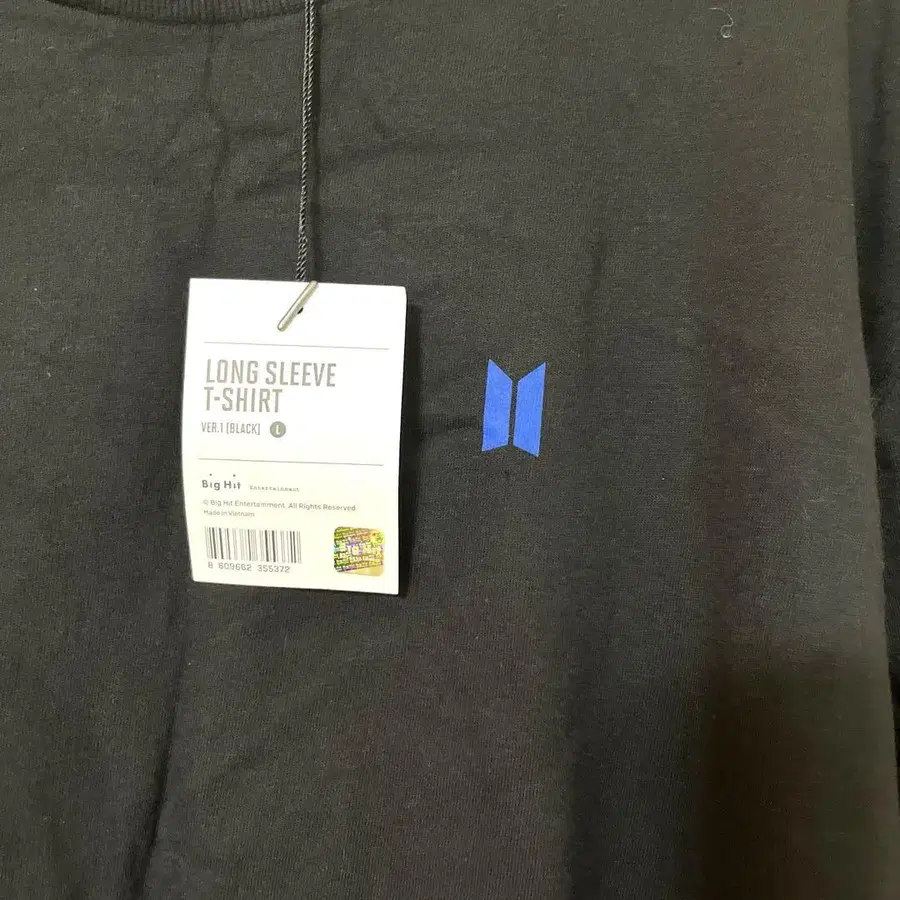 LONG SLEEVE
T-SHIRT
VER.1 [BLACK] L
Big Hit Entertainment
© Big Hit Entertainment. All Rights Reserved
Made in Vietnam
8 809662 355372